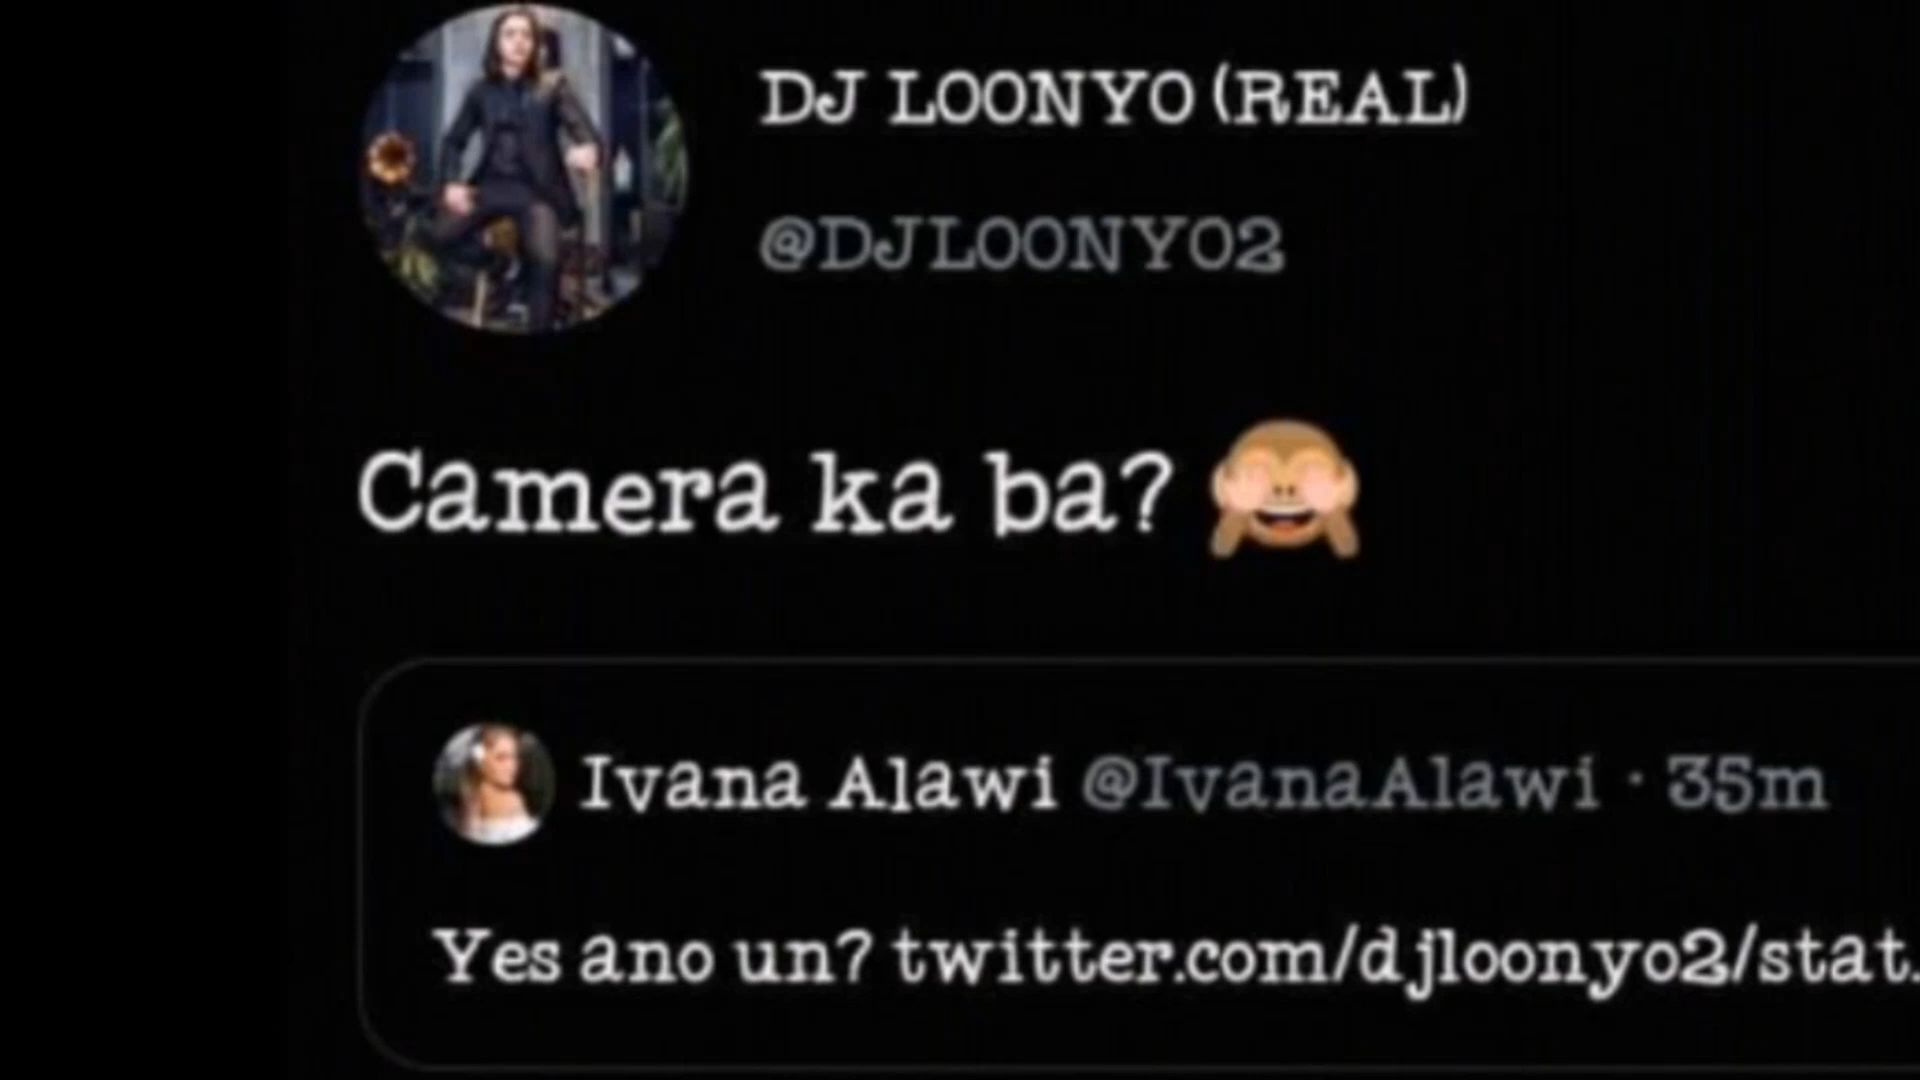 DJ LOONYO (REAL)
@DJLOONYO2
Camera ka ba? 🙈
Ivana Alawi @IvanaAlawi · 35m
Yes ano un? twitter.com/djloonyo2/stat.